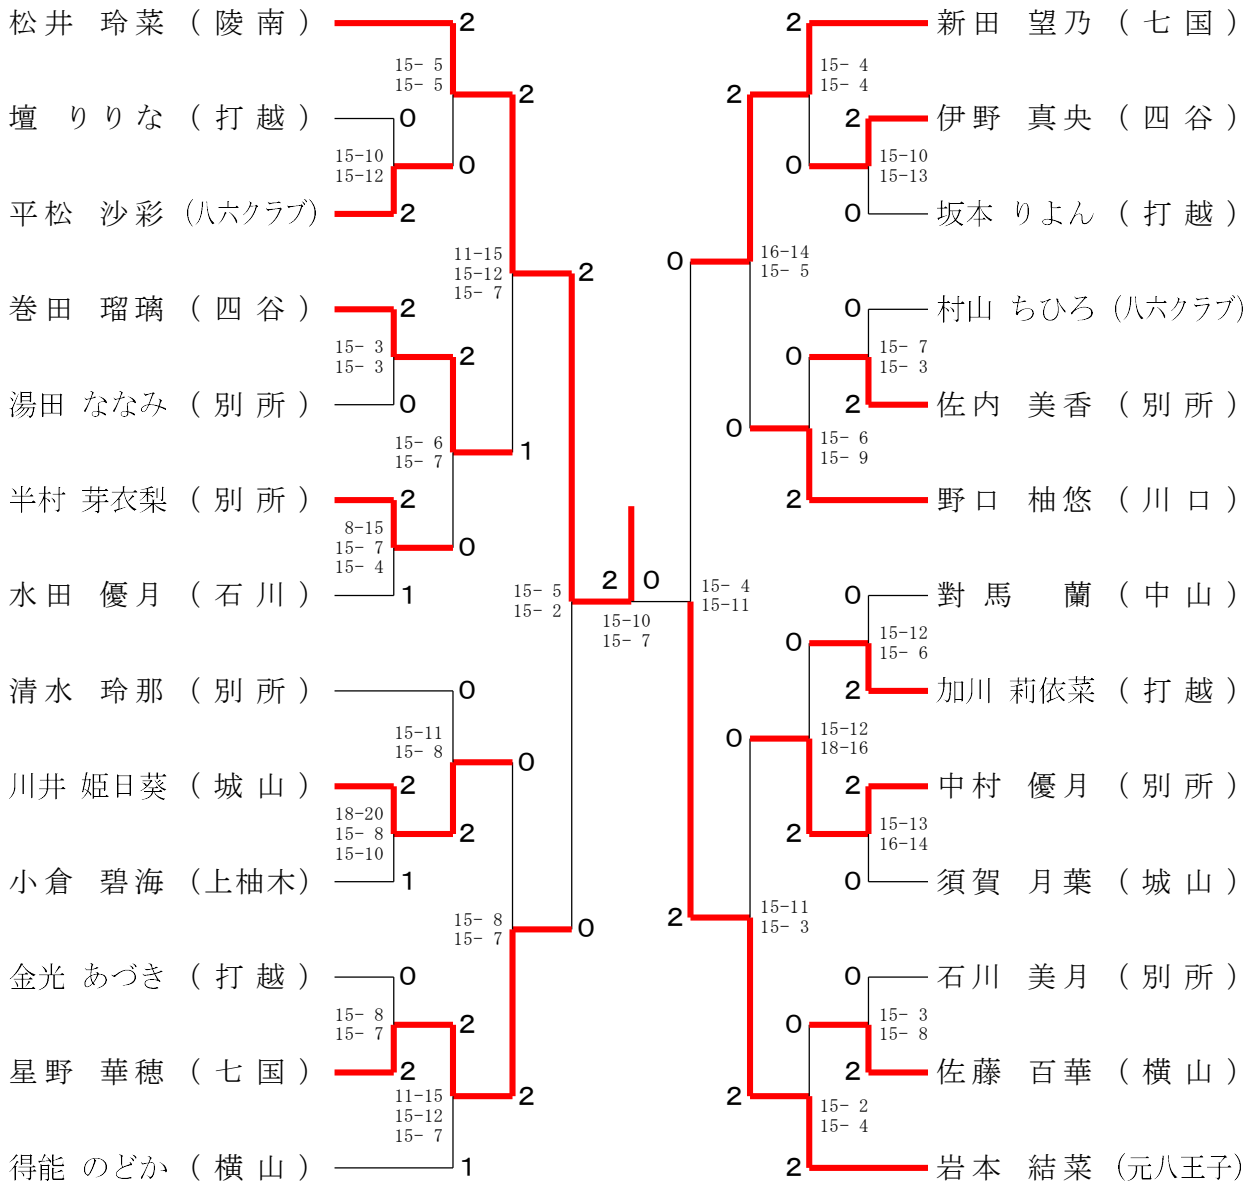 松井 玲菜 ( 陵 南 ) 2
15- 5
15- 5
2
壇 りりな ( 打 越 ) 0
15-10
15-12
0
平松 沙彩 (八六クラブ) 2
11-15
15-12
15- 7
2
巻田 瑠璃 ( 四 谷 ) 2
15- 3
15- 3
2
湯田 ななみ ( 別 所 ) 0
15- 6
15- 7
1
半村 芽衣梨 ( 別 所 ) 2
8-15
15- 7
15- 4
0
水田 優月 ( 石 川 ) 1
15- 5
15- 2
2 0
15-10
15- 7
清水 玲那 ( 別 所 ) 0
15-11
15- 8
0
川井 姫日葵 ( 城 山 ) 2
18-20
15- 8
15-10
2
小倉 碧海 (上柚木) 1
15- 8
15- 7
0
金光 あづき ( 打 越 ) 0
15- 8
15- 7
2
星野 華穂 ( 七 国 ) 2
11-15
15-12
15- 7
2
得能 のどか ( 横 山 ) 1
2 新田 望乃 ( 七 国 )
15- 4
15- 4
2
2 伊野 真央 ( 四 谷 )
15-10
15-13
0
0 坂本 りよん ( 打 越 )
0
16-14
15- 5
0 村山 ちひろ (八六クラブ)
15- 7
15- 3
0
2 佐内 美香 ( 別 所 )
0
15- 6
15- 9
2 野口 柚悠 ( 川 口 )
15- 4
15-11
0 對馬 蘭 ( 中 山 )
15-12
15- 6
0
2 加川 莉依菜 ( 打 越 )
0
15-12
18-16
2 中村 優月 ( 別 所 )
15-13
16-14
2
0 須賀 月葉 ( 城 山 )
2
15-11
15- 3
0 石川 美月 ( 別 所 )
15- 3
15- 8
0
2 佐藤 百華 ( 横 山 )
2
15- 2
15- 4
2 岩本 結菜 (元八王子)